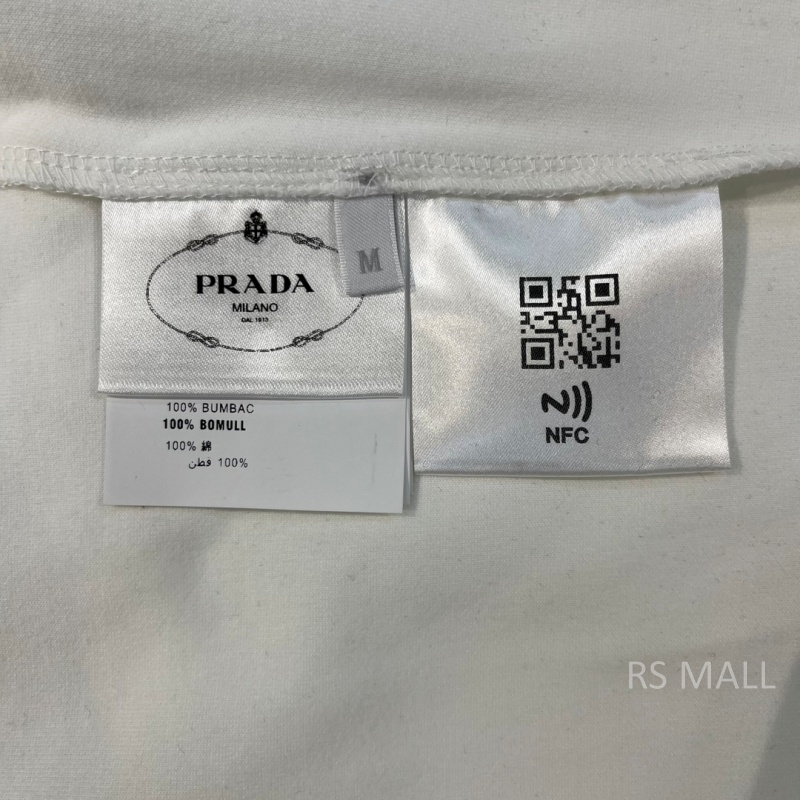 PRADA
MILANO
DAL 1913
M
100% BUMBAC
100% BOMULL
100% 綿
100% قطن
NFC
RS MALL